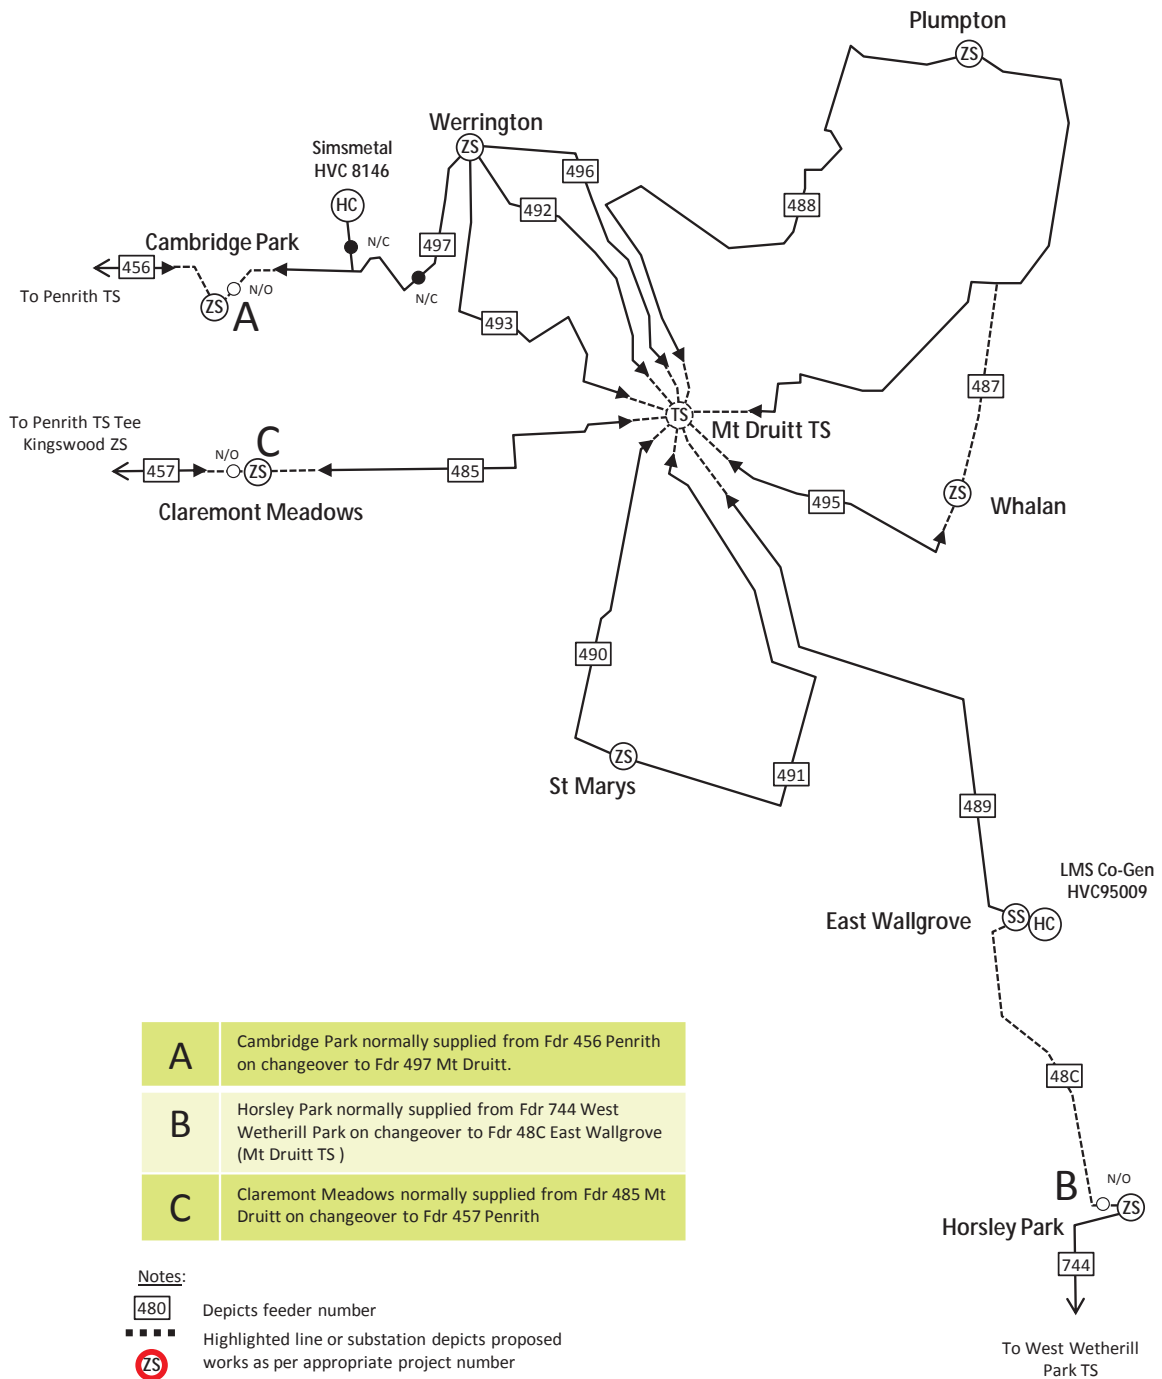 Plumpton
ZS
Werrington
ZS
Simsmetal
HVC 8146
HC
496
492
488
497
N/C
Cambridge Park
456
To Penrith TS
N/O
ZS
A
N/C
493
487
To Penrith TS Tee
Kingswood ZS
TS
Mt Druitt TS
C
N/O
457
ZS
485
Claremont Meadows
495
ZS
Whalan
490
ZS
St Marys
491
489
LMS Co-Gen
HVC95009
East Wallgrove
SS
HC
48C
A
Cambridge Park normally supplied from Fdr 456 Penrith
on changeover to Fdr 497 Mt Druitt.
B
Horsley Park normally supplied from Fdr 744 West
Wetherill Park on changeover to Fdr 48C East Wallgrove
(Mt Druitt TS )
C
Claremont Meadows normally supplied from Fdr 485 Mt
Druitt on changeover to Fdr 457 Penrith
B
N/O
ZS
Horsley Park
744
To West Wetherill
Park TS
Notes:
480
Depicts feeder number
Highlighted line or substation depicts proposed
works as per appropriate project number
ZS